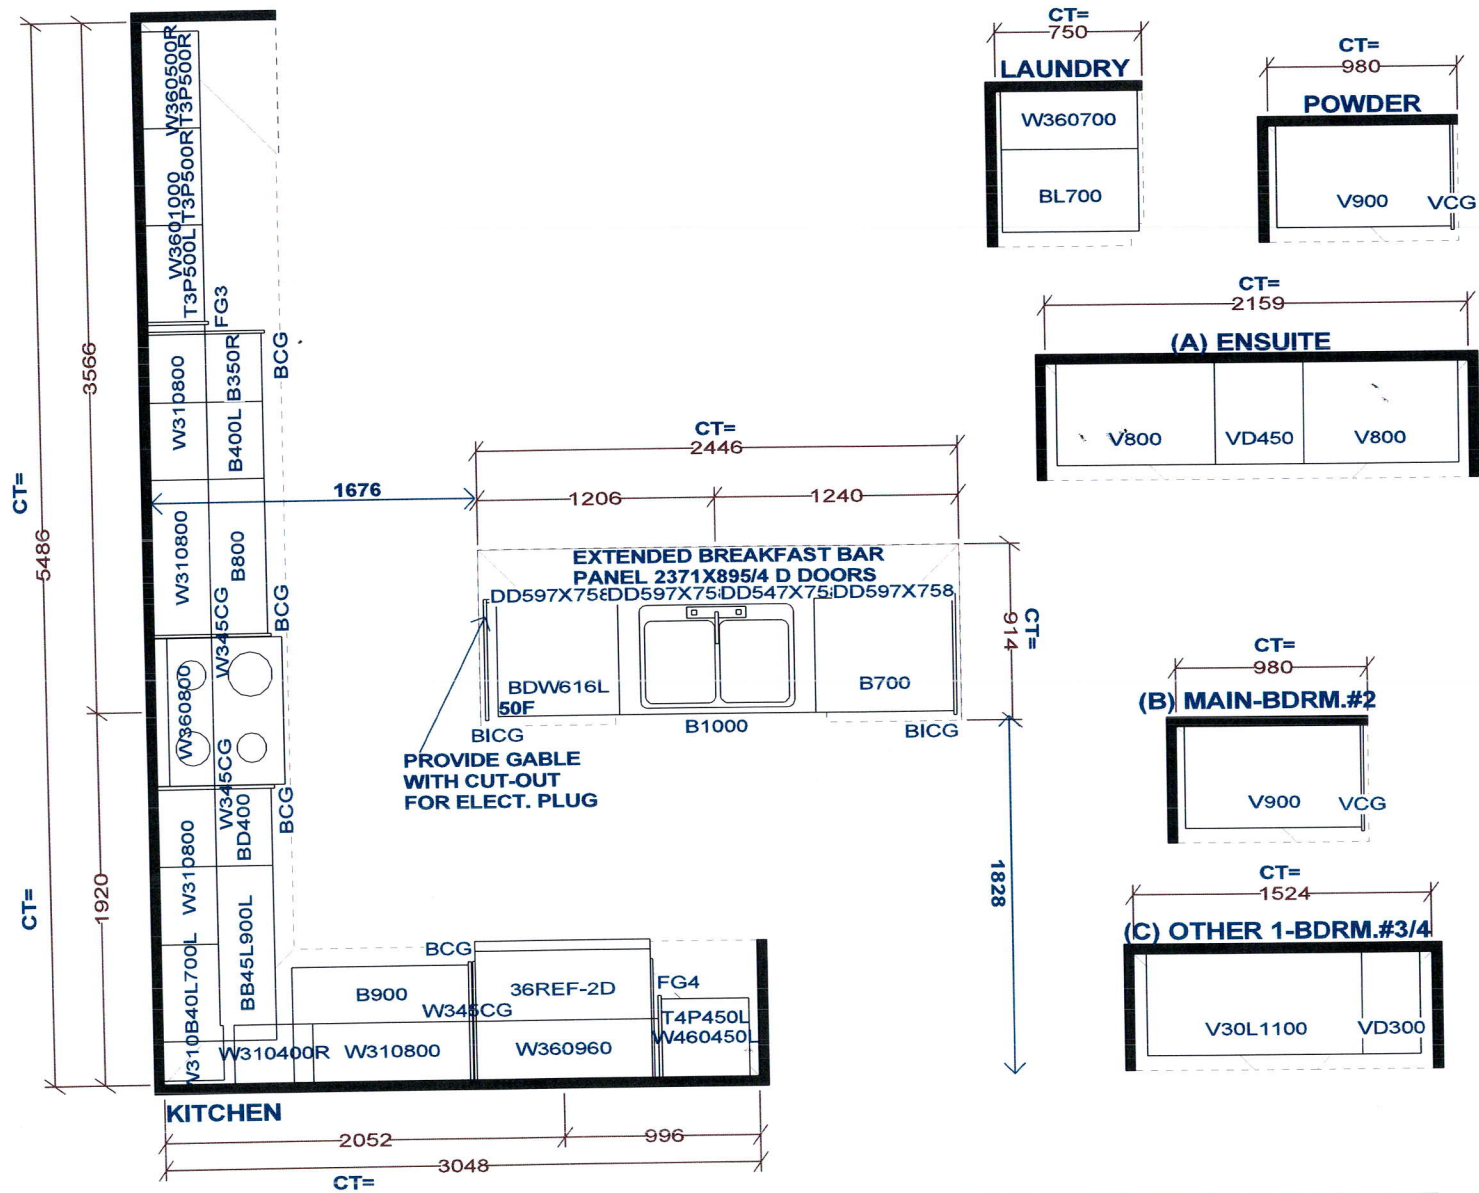 CT=
750
LAUNDRY
W360700
BL700
CT=
980
POWDER
V900
VCG
CT=
2159
(A) ENSUITE
V800
VD450
V800
CT=
980
(B) MAIN-BDRM.#2
V900
VCG
CT=
1524
(C) OTHER 1-BDRM.#3/4
V30L1100
VD300
W360500R
T3P500R
W3601000
T3P500R
T3P500L
FG3
BCG
W310800
B350R
B400L
W310800
B800
W345CG
BCG
W360800
W345CG
BCG
W310800
BD400
W310B40L700L
BB45L900L
3566
CT=
5486
CT=
1920
1676
CT=
2446
1206
1240
EXTENDED BREAKFAST BAR
PANEL 2371X895/4 D DOORS
DD597X758
DD597X758
DD547X758
DD597X758
BDW616L
50F
B1000
B700
BICG
BICG
914
CT=
PROVIDE GABLE
WITH CUT-OUT
FOR ELECT. PLUG
1828
BCG
B900
W345CG
36REF-2D
FG4
T4P450L
W460450L
W310400R
W310800
W360960
KITCHEN
2052
996
3048
CT=